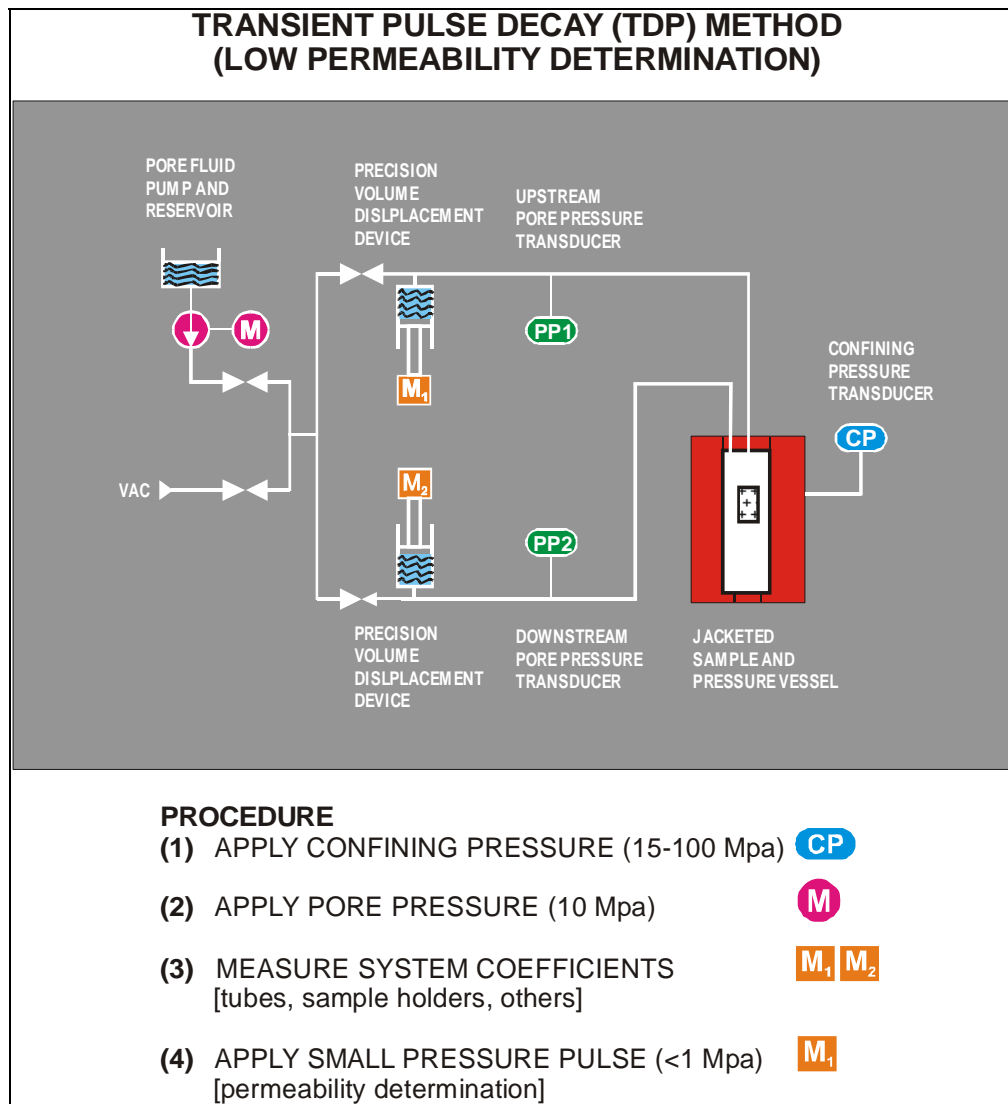 TRANSIENT PULSE DECAY (TDP) METHOD
(LOW PERMEABILITY DETERMINATION)
PORE FLUID
PUMP AND
RESERVOIR
PRECISION
VOLUME
DISLPLACEMENT
DEVICE
UPSTREAM
PORE PRESSURE
TRANSDUCER
M
PP1
M₁
CONFINING
PRESSURE
TRANSDUCER
CP
VAC
M₂
PP2
PRECISION
VOLUME
DISLPLACEMENT
DEVICE
DOWNSTREAM
PORE PRESSURE
TRANSDUCER
JACKETED
SAMPLE AND
PRESSURE VESSEL
PROCEDURE
(1) APPLY CONFINING PRESSURE (15-100 Mpa) CP
(2) APPLY PORE PRESSURE (10 Mpa) M
(3) MEASURE SYSTEM COEFFICIENTS M₁ M₂
[tubes, sample holders, others]
(4) APPLY SMALL PRESSURE PULSE (<1 Mpa) M₁
[permeability determination]